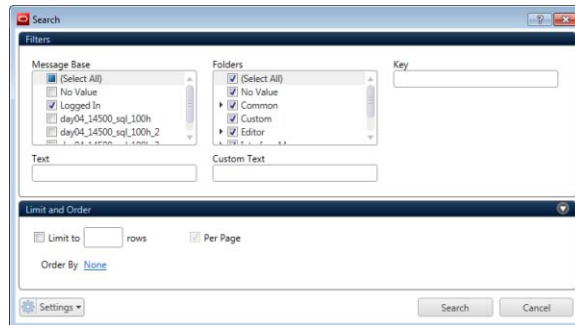 Search
Filters
Message Base
(Select All)
No Value
Logged In
day04_14500_sql_100h
day04_14500_sql_100h_2
Folders
(Select All)
No Value
Common
Custom
Editor
Key
Text
Custom Text
Limit and Order
Limit to rows Per Page
Order By None
Settings Search Cancel